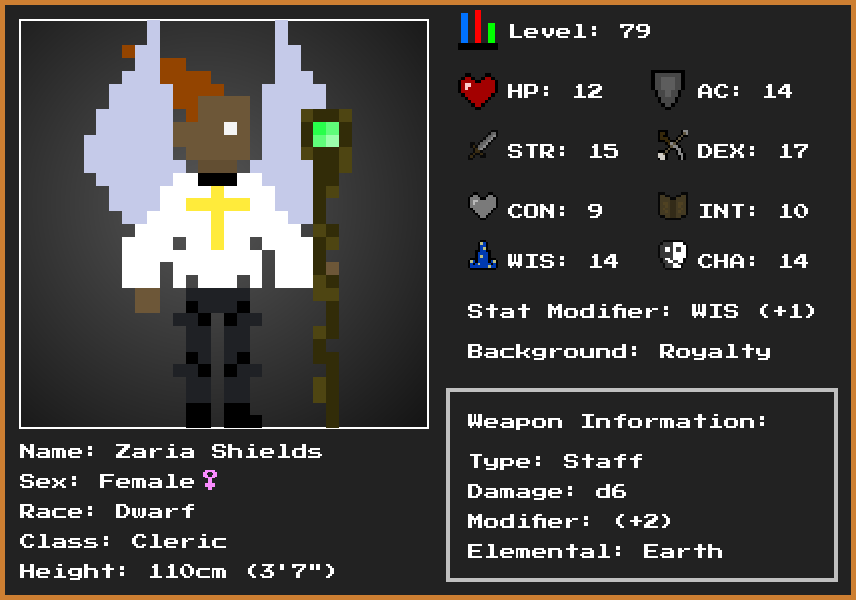 Level: 79
HP: 12
AC: 14
STR: 15
DEX: 17
CON: 9
INT: 10
WIS: 14
CHA: 14
Stat Modifier: WIS (+1)
Background: Royalty
Weapon Information:
Type: Staff
Damage: d6
Modifier: (+2)
Elemental: Earth
Name: Zaria Shields
Sex: Female♀
Race: Dwarf
Class: Cleric
Height: 110cm (3'7")